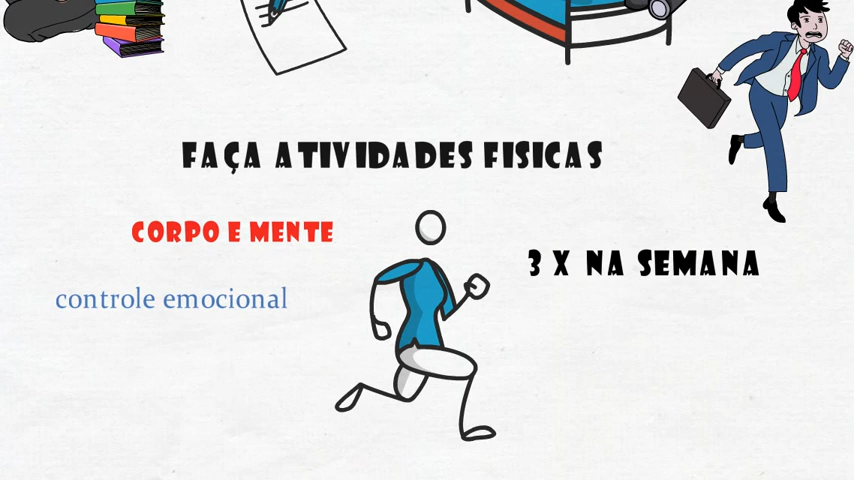 FAÇA ATIVIDADES FISICAS
CORPO E MENTE
3 X NA SEMANA
controle emocional